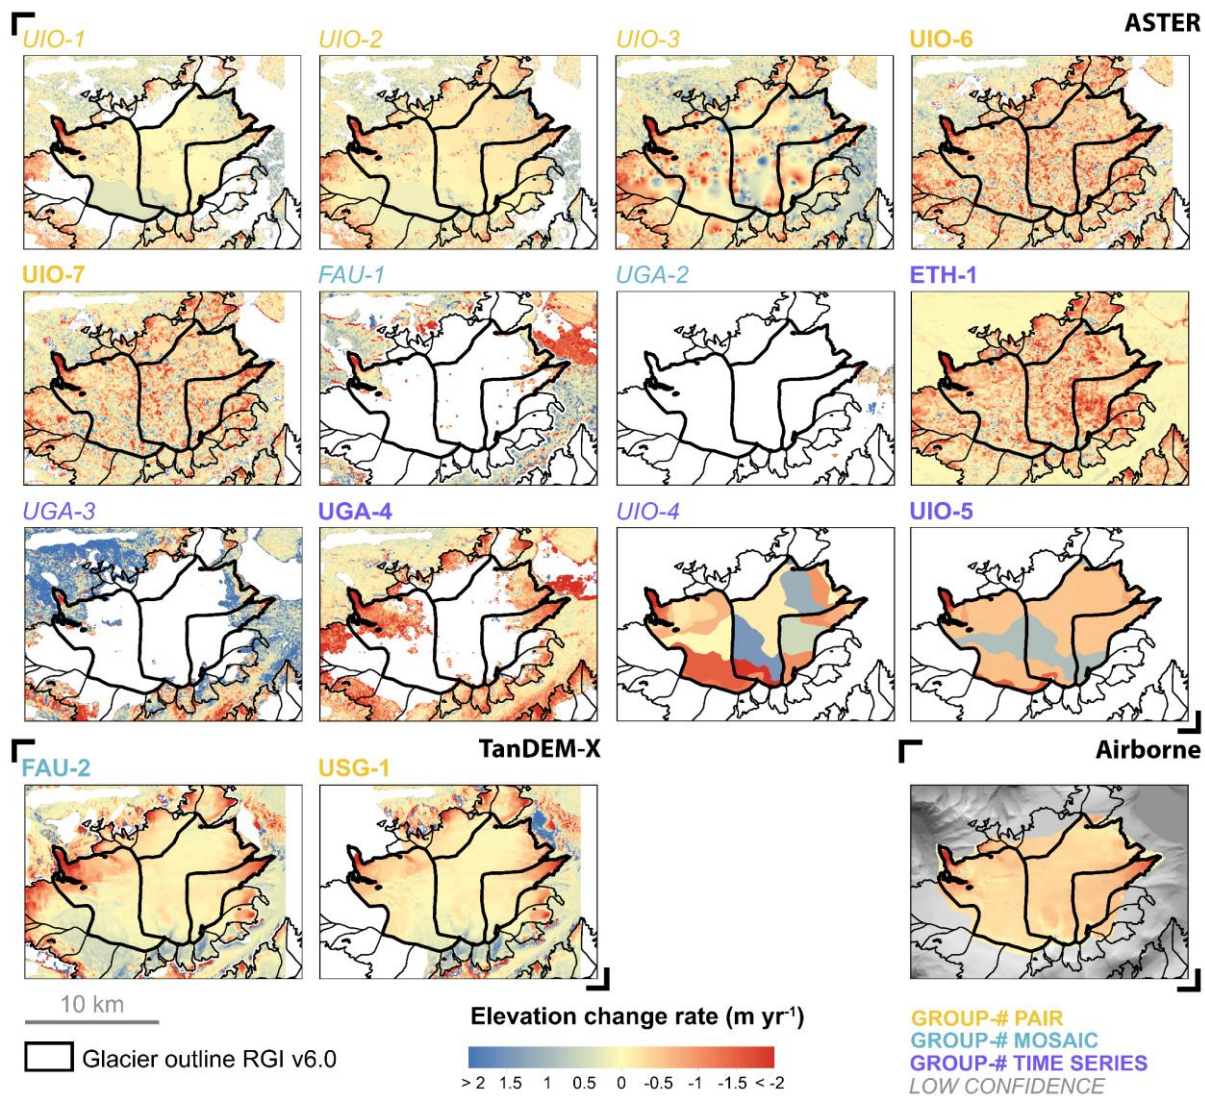 ASTER
UIO-1 UIO-2 UIO-3 UIO-6
UIO-7 FAU-1 UGA-2 ETH-1
UGA-3 UGA-4 UIO-4 UIO-5
TanDEM-X Airborne
FAU-2 USG-1
10 km
Glacier outline RGI v6.0
Elevation change rate (m yr⁻¹)
> 2 1.5 1 0.5 0 -0.5 -1 -1.5 < -2
GROUP-# PAIR
GROUP-# MOSAIC
GROUP-# TIME SERIES
LOW CONFIDENCE